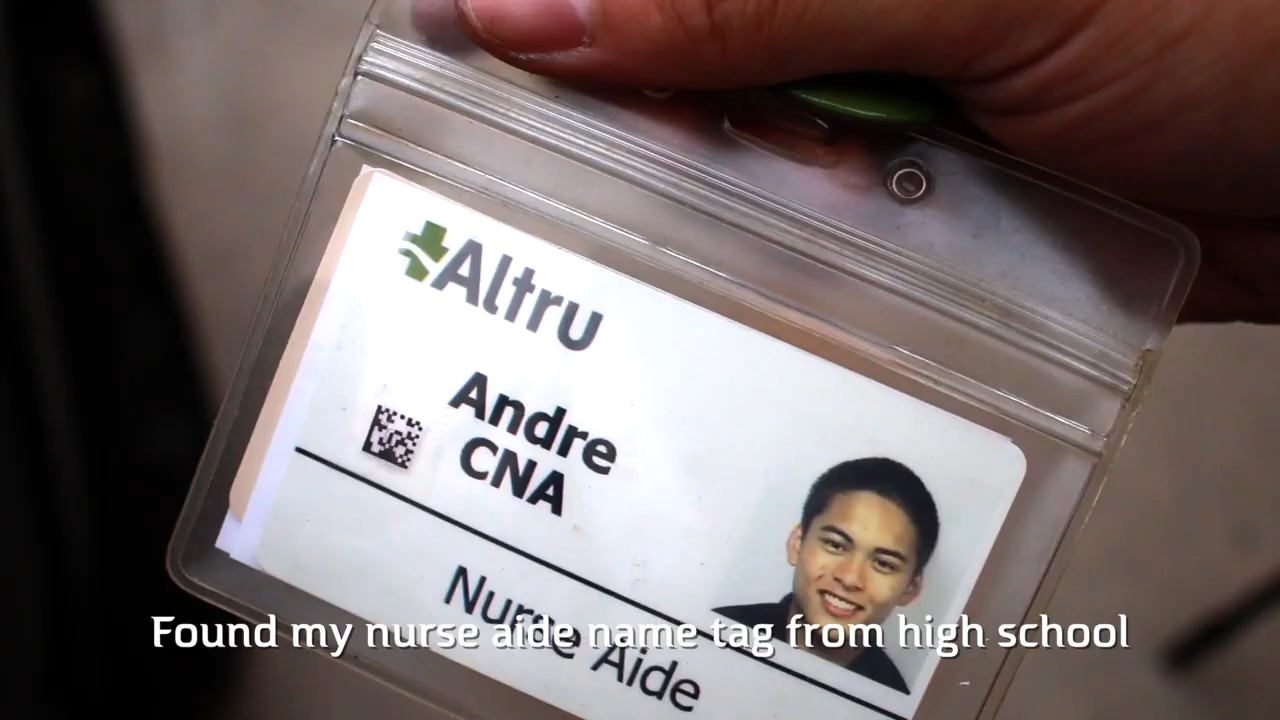 Altru
Andre
CNA
Nurse Aide
Found my nurse aide name tag from high school